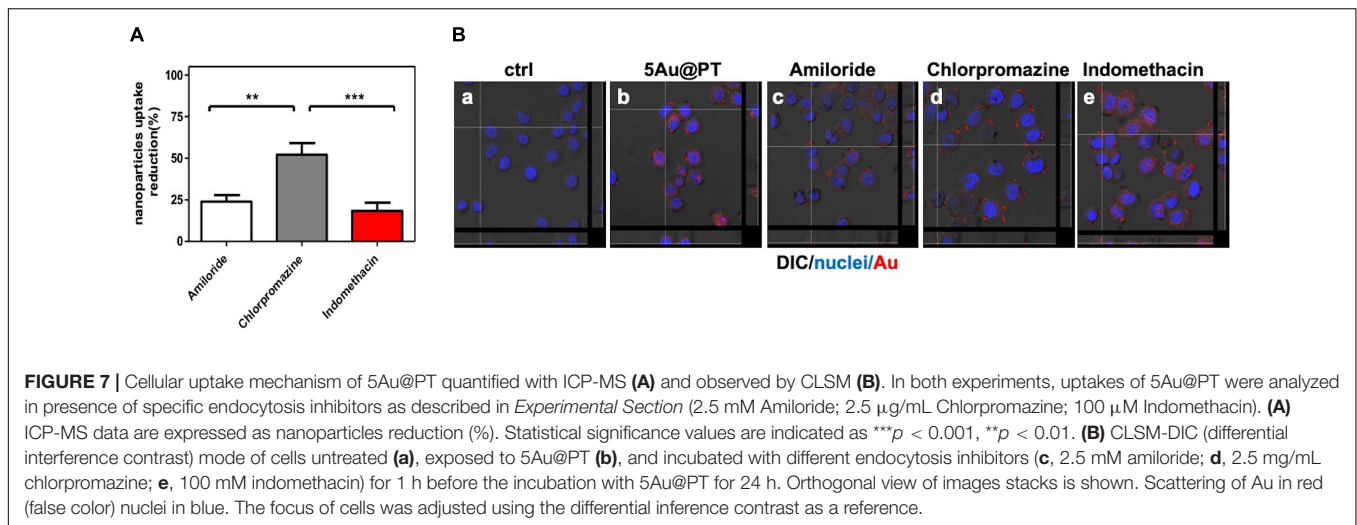 A
nanoparticles uptake
reduction(%)
100
75
50
25
0
**
***
Amiloride
Chlorpromazine
Indomethacin
B
ctrl
5Au@PT
Amiloride
Chlorpromazine
Indomethacin
a
b
c
d
e
DIC/nuclei/Au
FIGURE 7 | Cellular uptake mechanism of 5Au@PT quantified with ICP-MS (A) and observed by CLSM (B). In both experiments, uptakes of 5Au@PT were analyzed
in presence of specific endocytosis inhibitors as described in Experimental Section (2.5 mM Amiloride; 2.5 μg/mL Chlorpromazine; 100 μM Indomethacin). (A)
ICP-MS data are expressed as nanoparticles reduction (%). Statistical significance values are indicated as ***p < 0.001, **p < 0.01. (B) CLSM-DIC (differential
interference contrast) mode of cells untreated (a), exposed to 5Au@PT (b), and incubated with different endocytosis inhibitors (c, 2.5 mM amiloride; d, 2.5 mg/mL
chlorpromazine; e, 100 mM indomethacin) for 1 h before the incubation with 5Au@PT for 24 h. Orthogonal view of images stacks is shown. Scattering of Au in red
(false color) nuclei in blue. The focus of cells was adjusted using the differential inference contrast as a reference.